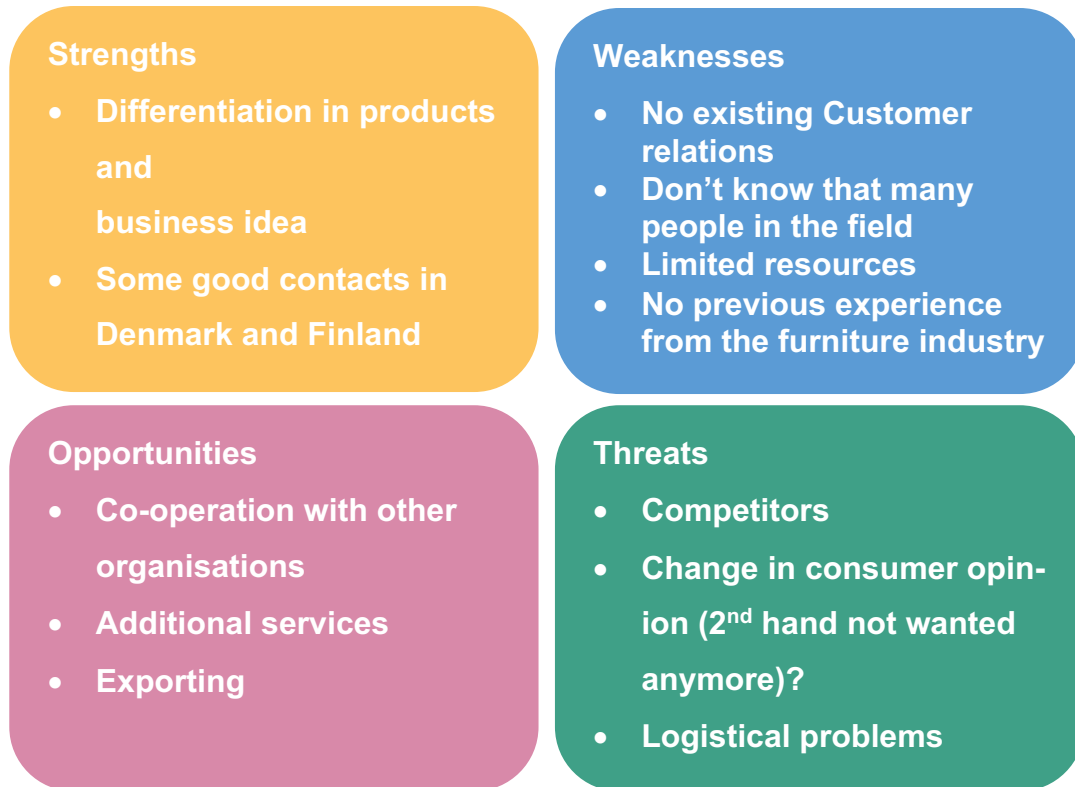 Strengths
• Differentiation in products
and
business idea
• Some good contacts in
Denmark and Finland
Weaknesses
• No existing Customer
relations
• Don’t know that many
people in the field
• Limited resources
• No previous experience
from the furniture industry
Opportunities
• Co-operation with other
organisations
• Additional services
• Exporting
Threats
• Competitors
• Change in consumer opin-
ion (2nd hand not wanted
anymore)?
• Logistical problems